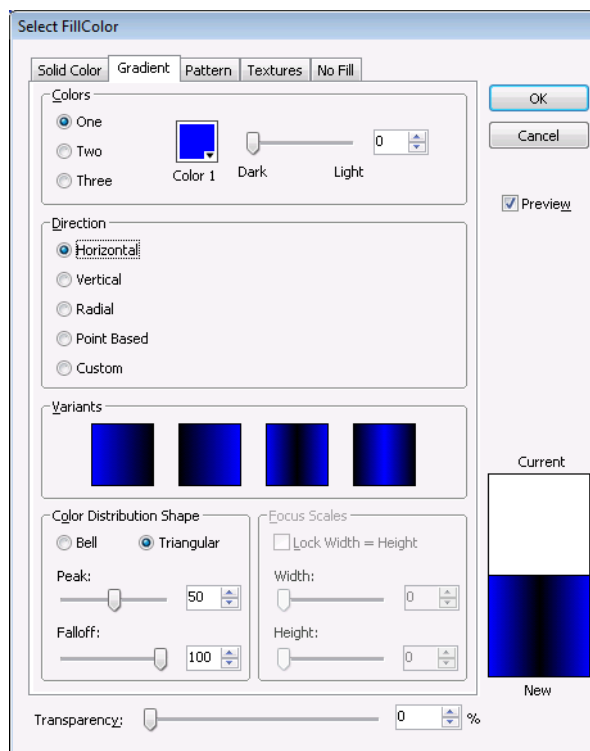 Select FillColor
Solid Color Gradient Pattern Textures No Fill
Colors
One
Two
Three
Color 1
Dark
Light
0
OK
Cancel
Preview
Direction
Horizontal
Vertical
Radial
Point Based
Custom
Variants
Color Distribution Shape
Bell Triangular
Peak:
50
Falloff:
100
Focus Scales
Lock Width = Height
Width:
0
Height:
0
Current
New
Transparency: 0 %